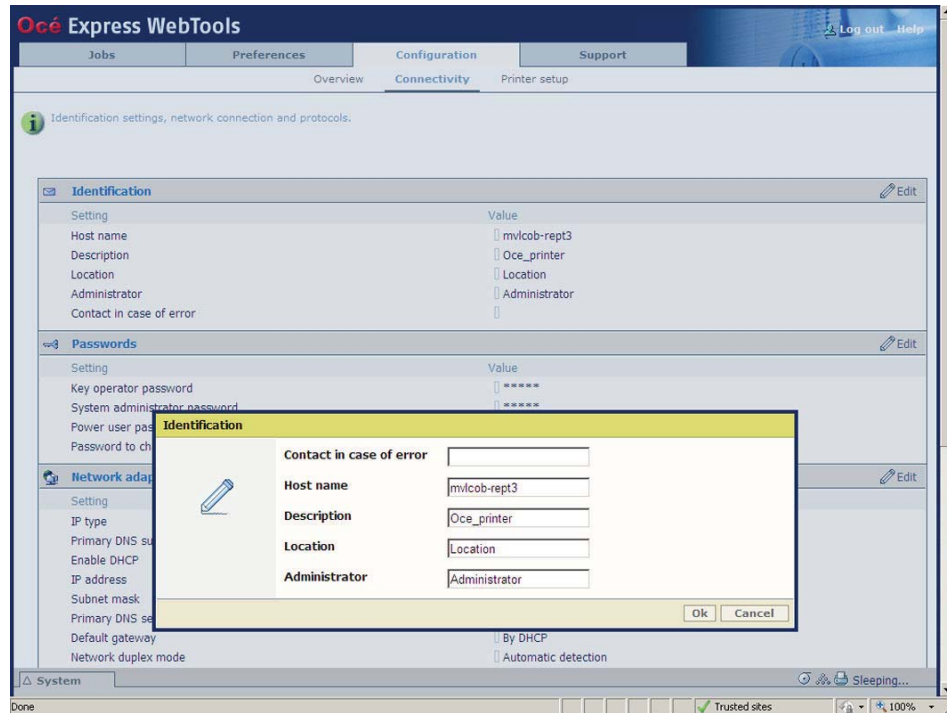 Océ Express WebTools
Log out Help
Jobs Preferences Configuration Support
Overview Connectivity Printer setup
Identification settings, network connection and protocols.
Identification Edit
Setting Value
Host name mvlcob-rept3
Description Oce_printer
Location Location
Administrator Administrator
Contact in case of error
Passwords Edit
Setting Value
Key operator password *****
System administrator password *****
Power user pas
Password to ch
Identification
Contact in case of error
Host name mvlcob-rept3
Description Oce_printer
Location Location
Administrator Administrator
Ok Cancel
Network adap Edit
Setting
IP type
Primary DNS su
Enable DHCP
IP address
Subnet mask
Primary DNS se
Default gateway By DHCP
Network duplex mode Automatic detection
System Sleeping...
Done Trusted sites 100%